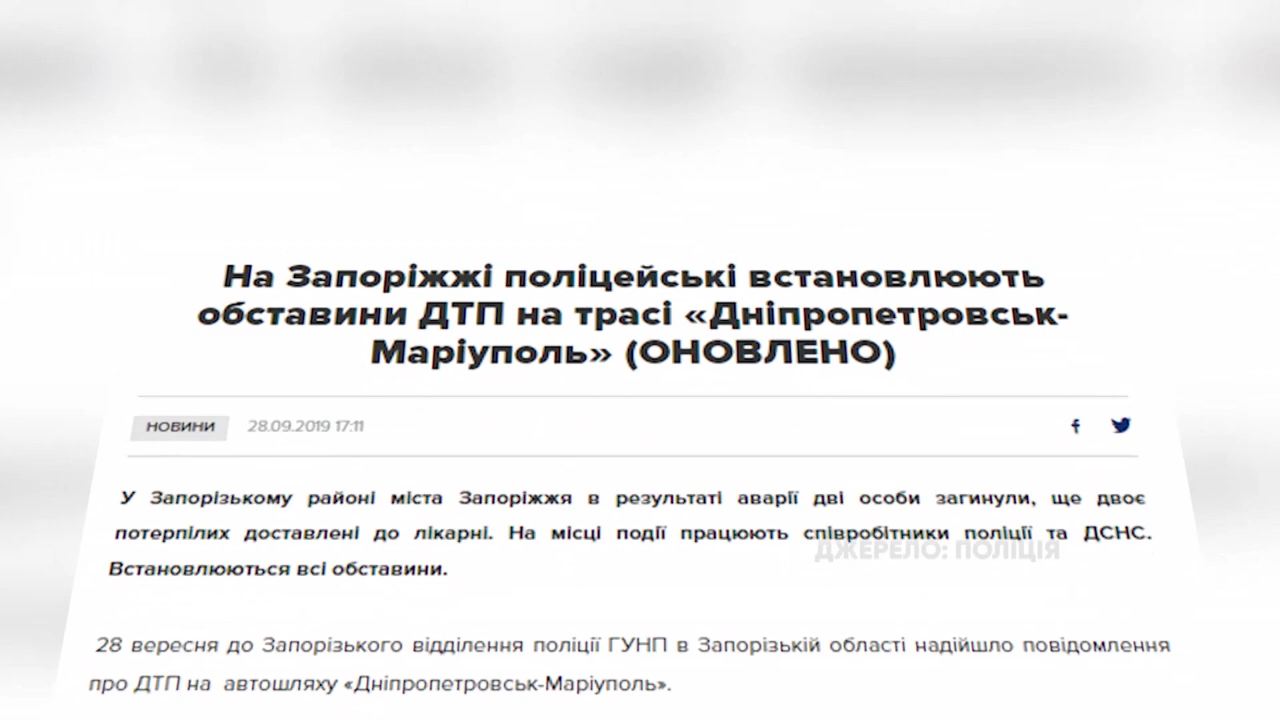 На Запоріжжі поліцейські встановлюють
обставини ДТП на трасі «Дніпропетровськ-
Маріуполь» (ОНОВЛЕНО)
НОВИНИ 28.09.2019 17:11
У Запорізькому районі міста Запоріжжя в результаті аварії дві особи загинули, ще двоє
потерпілих доставлені до лікарні. На місці події працюють співробітники поліції та ДСНС.
ДЖЕРЕЛО: ПОЛІЦІЯ
Встановлюються всі обставини.
28 вересня до Запорізького відділення поліції ГУНП в Запорізькій області надійшло повідомлення
про ДТП на автошляху «Дніпропетровськ-Маріуполь».